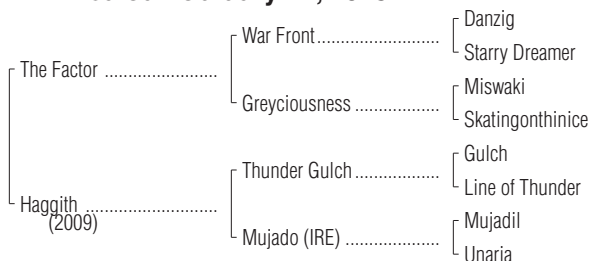 Danzig
War Front........................
Starry Dreamer
The Factor ......................
Miswaki
Greyciousness .................
Skatingonthinice
Gulch
Thunder Gulch.................
Line of Thunder
Haggith ..........................
(2009)
Mujadil
Mujado (IRE) ...................
Unaria